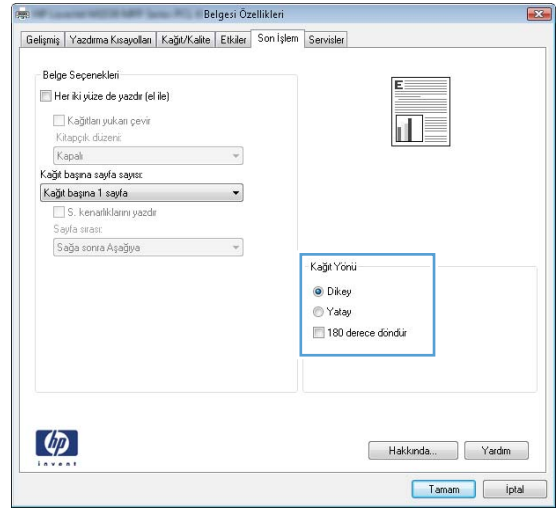 Belgesi Özellikleri
Gelişmiş Yazdırma Kısayolları Kağıt/Kalite Etkiler Son İşlem Servisler
Belge Seçenekleri
Her iki yüze de yazdır (el ile)
Kağıtları yukarı çevir
Kitapçık düzeni:
Kapalı
Kağıt başına sayfa sayısı:
Kağıt başına 1 sayfa
S. kenarlıklarını yazdır
Sayfa sırası:
Sağa sonra Aşağıya
E
Kağıt Yönü
Dikey
Yatay
180 derece döndür
hp
invent
Hakkında... Yardım
Tamam İptal